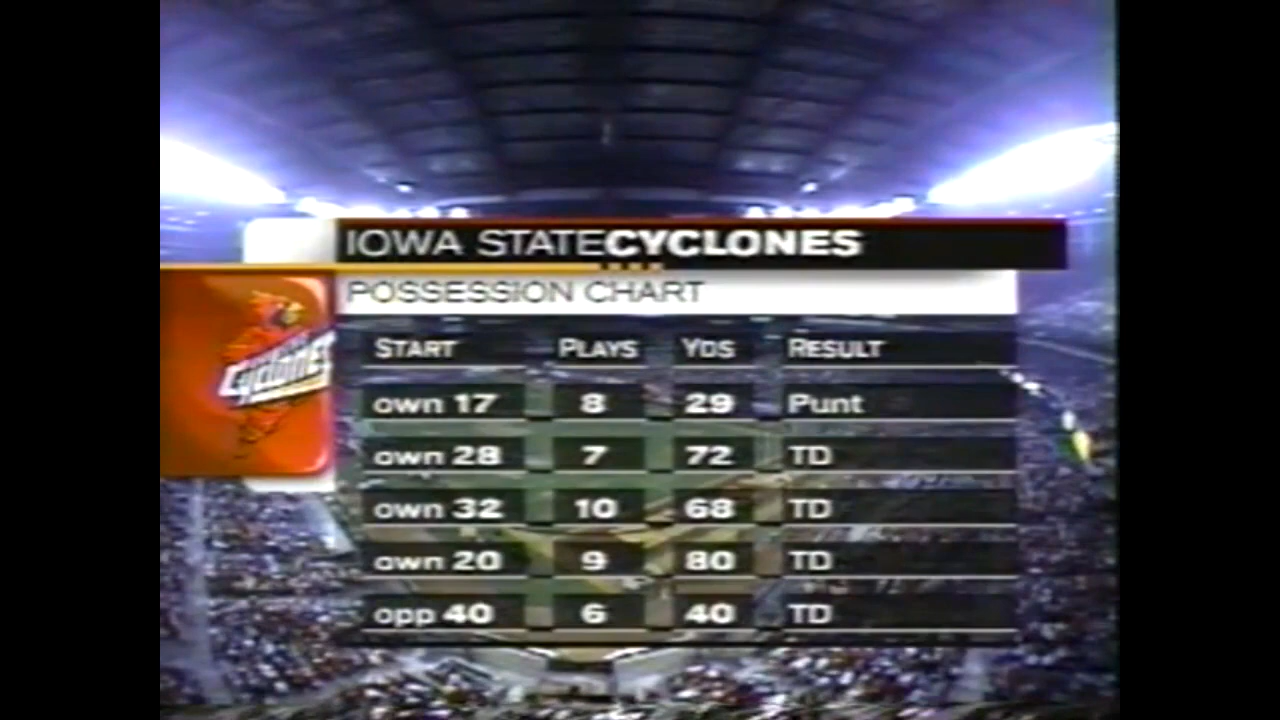 IOWA STATE CYCLONES
POSSESSION CHART
START PLAYS YDS RESULT
own 17 8 29 Punt
own 28 7 72 TD
own 32 10 68 TD
own 20 9 80 TD
opp 40 6 40 TD
Cyclones